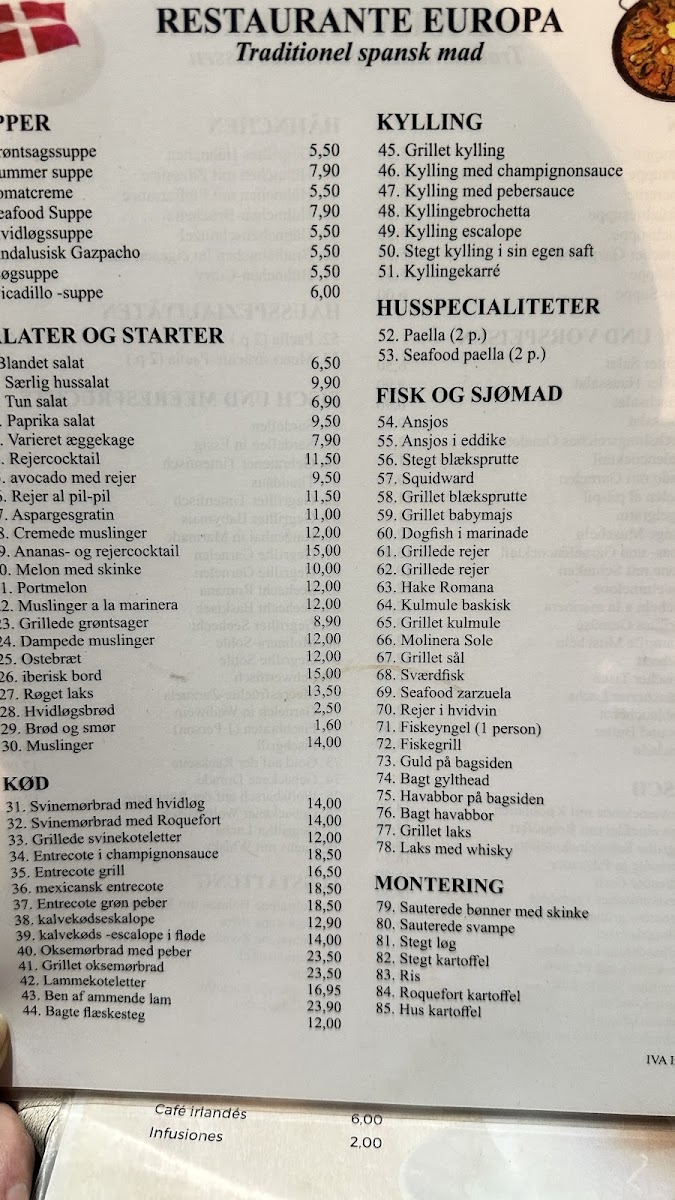 RESTAURANTE EUROPA
Traditionel spansk mad
PPER
røntsagssuppe 5,50
ummer suppe 7,90
omatcreme 5,50
eafood Suppe 7,90
vidløgssuppe 5,50
ndalusisk Gazpacho 5,50
øgsuppe 5,50
icadillo -suppe 6,00
LATER OG STARTER
Blandet salat 6,50
Særlig hussalat 9,90
Tun salat 6,90
. Paprika salat 9,50
. Varieret æggekage 7,90
. Rejercocktail 11,50
. avocado med rejer 9,50
. Rejer al pil-pil 11,50
7. Aspargesgratin 11,00
8. Cremede muslinger 12,00
9. Ananas- og rejercocktail 15,00
0. Melon med skinke 10,00
1. Portmelon 12,00
2. Muslinger a la marinera 12,00
23. Grillede grøntsager 8,90
24. Dampede muslinger 12,00
25. Ostebræt 12,00
26. iberisk bord 15,00
27. Røget laks 13,50
28. Hvidløgsbrød 2,50
29. Brød og smør 1,60
30. Muslinger 14,00
KØD
31. Svinemørbrad med hvidløg 14,00
32. Svinemørbrad med Roquefort 14,00
33. Grillede svinekoteletter 12,00
34. Entrecote i champignonsauce 18,50
35. Entrecote grill 16,50
36. mexicansk entrecote 18,50
37. Entrecote grøn peber 18,50
38. kalvekødseskalope 12,90
39. kalvekøds -escalope i fløde 14,00
40. Oksemørbrad med peber 23,50
41. Grillet oksemørbrad 23,50
42. Lammekoteletter 16,95
43. Ben af ammende lam 23,90
44. Bagte flæskesteg 12,00
KYLLING
45. Grillet kylling
46. Kylling med champignonsauce
47. Kylling med pebersauce
48. Kyllingebrochetta
49. Kylling escalope
50. Stegt kylling i sin egen saft
51. Kyllingekarré
HUSSPECIALITETER
52. Paella (2 p.)
53. Seafood paella (2 p.)
FISK OG SJØMAD
54. Ansjos
55. Ansjos i eddike
56. Stegt blæksprutte
57. Squidward
58. Grillet blæksprutte
59. Grillet babymajs
60. Dogfish i marinade
61. Grillede rejer
62. Grillede rejer
63. Hake Romana
64. Kulmule baskisk
65. Grillet kulmule
66. Molinera Sole
67. Grillet sål
68. Sværdfisk
69. Seafood zarzuela
70. Rejer i hvidvin
71. Fiskeyngel (1 person)
72. Fiskegrill
73. Guld på bagsiden
74. Bagt gylthead
75. Havabbor på bagsiden
76. Bagt havabbor
77. Grillet laks
78. Laks med whisky
MONTERING
79. Sauterede bønner med skinke
80. Sauterede svampe
81. Stegt løg
82. Stegt kartoffel
83. Ris
84. Roquefort kartoffel
85. Hus kartoffel
IVA
Café irlandés 6,00
Infusiones 2,00